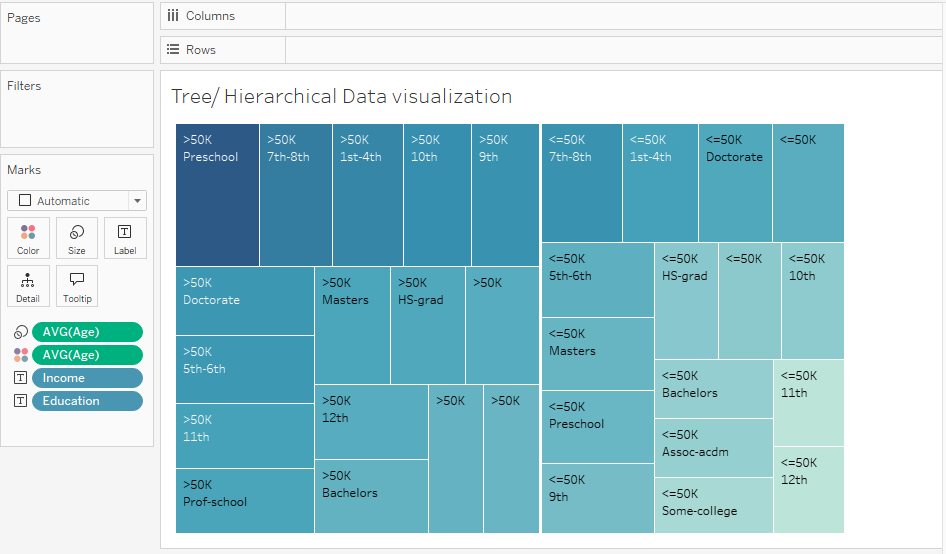 Pages
Columns
Rows
Filters
Marks
Automatic
Color
Size
Label
Detail
Tooltip
AVG(Age)
AVG(Age)
Income
Education
Tree/ Hierarchical Data visualization
>50K
Preschool
>50K
7th-8th
>50K
1st-4th
>50K
10th
>50K
9th
>50K
Doctorate
>50K
5th-6th
>50K
11th
>50K
Prof-school
>50K
Masters
>50K
HS-grad
>50K
>50K
12th
>50K
Bachelors
>50K
>50K
<=50K
7th-8th
<=50K
1st-4th
<=50K
Doctorate
<=50K
<=50K
5th-6th
<=50K
Masters
<=50K
Preschool
<=50K
9th
<=50K
HS-grad
<=50K
<=50K
10th
<=50K
Bachelors
<=50K
Assoc-acdm
<=50K
Some-college
<=50K
11th
<=50K
12th